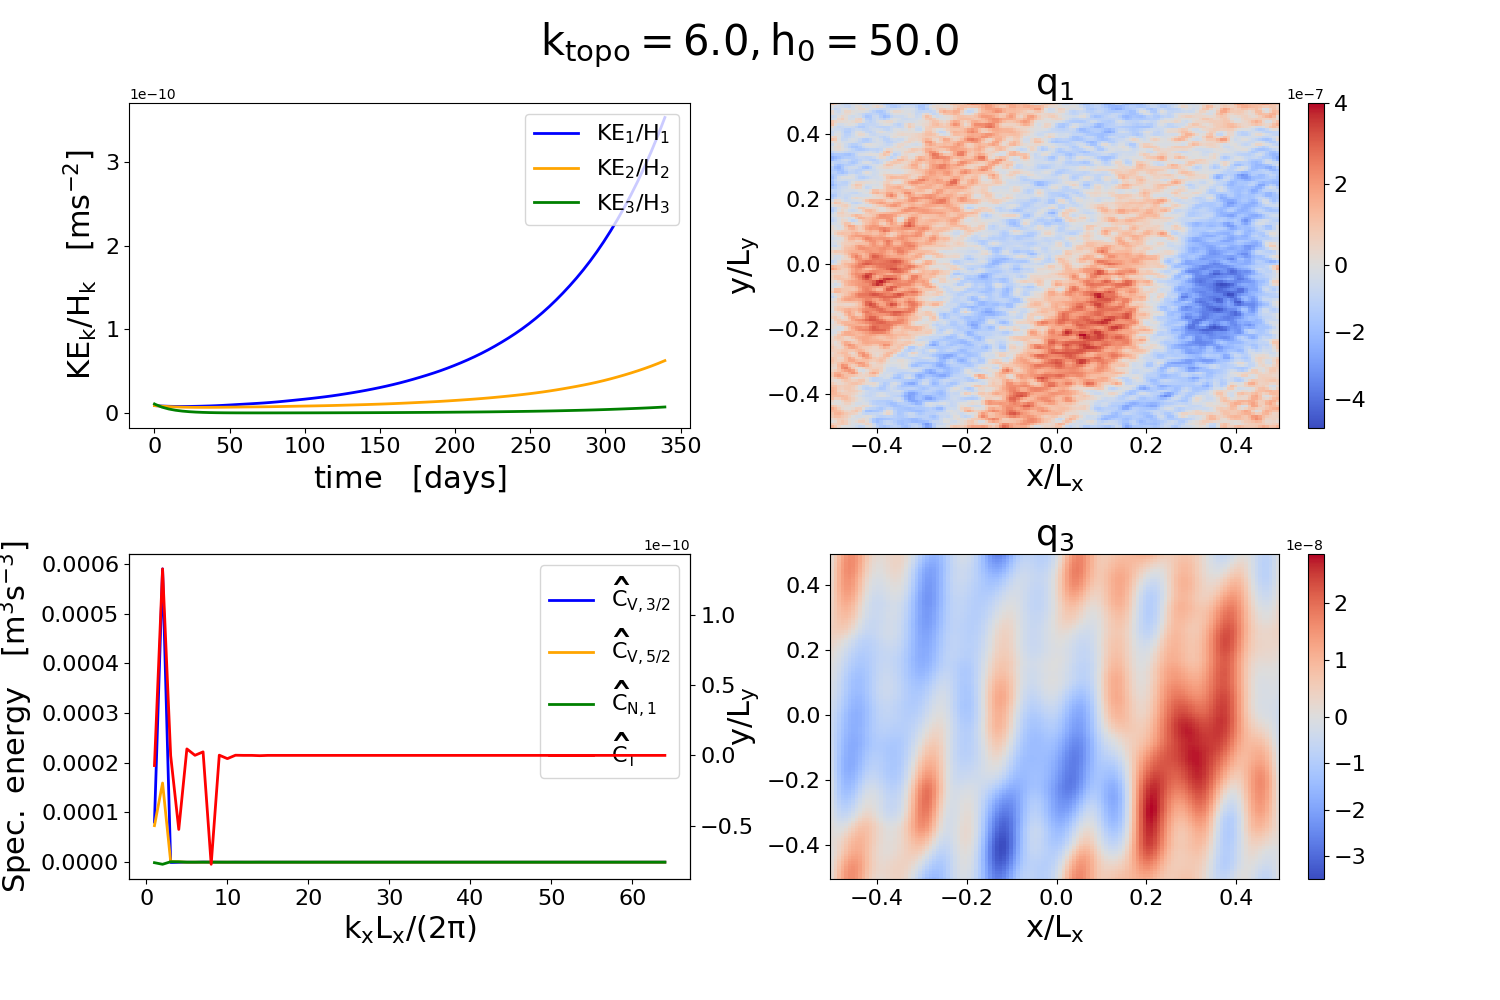 k_topo = 6.0, h_0 = 50.0
1e−10
KE_k/H_k [ms^−2]
3
2
1
0
KE_1/H_1
KE_2/H_2
KE_3/H_3
0 50 100 150 200 250 300 350
time [days]
q_1
1e−7
y/L_y
0.4
0.2
0.0
−0.2
−0.4
−0.4 −0.2 0.0 0.2 0.4
x/L_x
4
2
0
−2
−4
1e−10
Spec. energy [m^3s^−3]
0.0006
0.0005
0.0004
0.0003
0.0002
0.0001
0.0000
Ĉ_V,3/2
Ĉ_V,5/2
Ĉ_N,1
Ĉ_T
1.0
0.5
0.0
−0.5
0 10 20 30 40 50 60
k_xL_x/(2π)
q_3
1e−8
y/L_y
0.4
0.2
0.0
−0.2
−0.4
−0.4 −0.2 0.0 0.2 0.4
x/L_x
2
1
0
−1
−2
−3